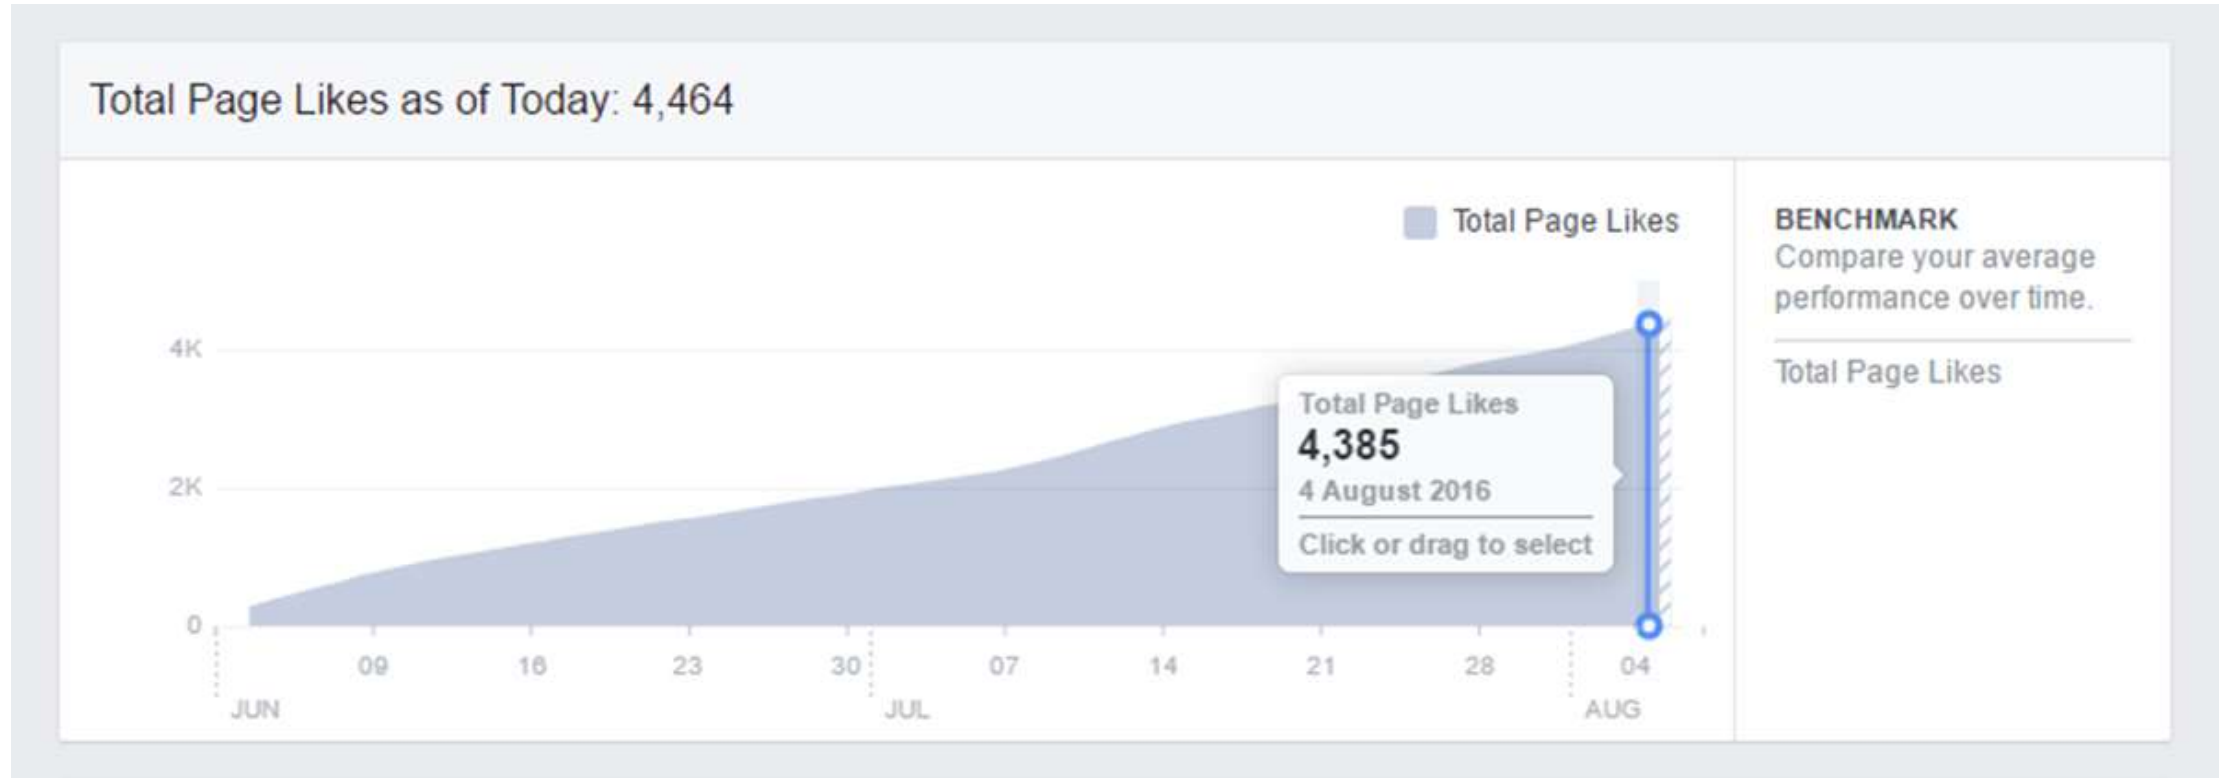 Total Page Likes as of Today: 4,464
Total Page Likes
BENCHMARK
Compare your average
performance over time.
Total Page Likes
4K
2K
0
Total Page Likes
4,385
4 August 2016
Click or drag to select
09 16 23 30 07 14 21 28 04
JUN JUL AUG